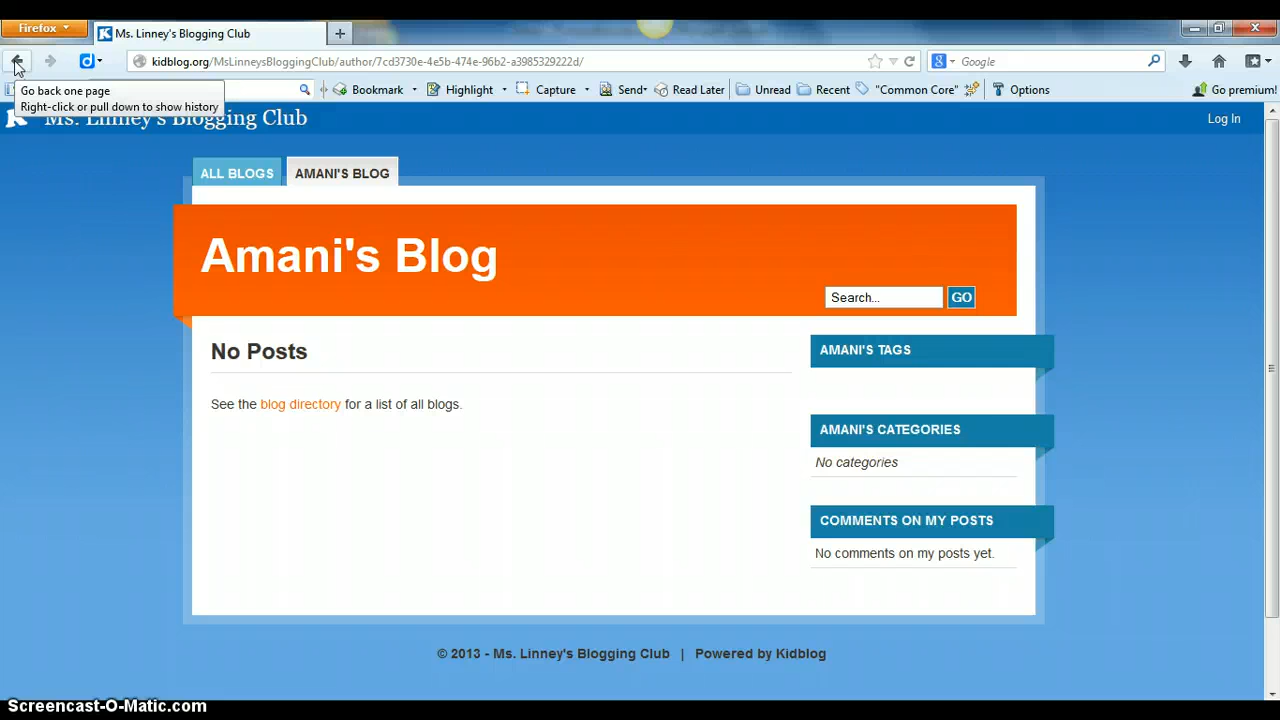 Firefox
Ms. Linney's Blogging Club
kidblog.org/MsLinneysBloggingClub/author/7cd3730e-4e5b-474e-96b2-a3985329222d/
Google
Go back one page
Right-click or pull down to show history
Bookmark
Highlight
Capture
Send
Read Later
Unread
Recent
"Common Core"
Options
Go premium!
Ms. Linney's Blogging Club
Log In
ALL BLOGS
AMANI'S BLOG
Amani's Blog
Search...
GO
No Posts
See the blog directory for a list of all blogs.
AMANI'S TAGS
AMANI'S CATEGORIES
No categories
COMMENTS ON MY POSTS
No comments on my posts yet.
© 2013 - Ms. Linney's Blogging Club | Powered by Kidblog
Screencast-O-Matic.com